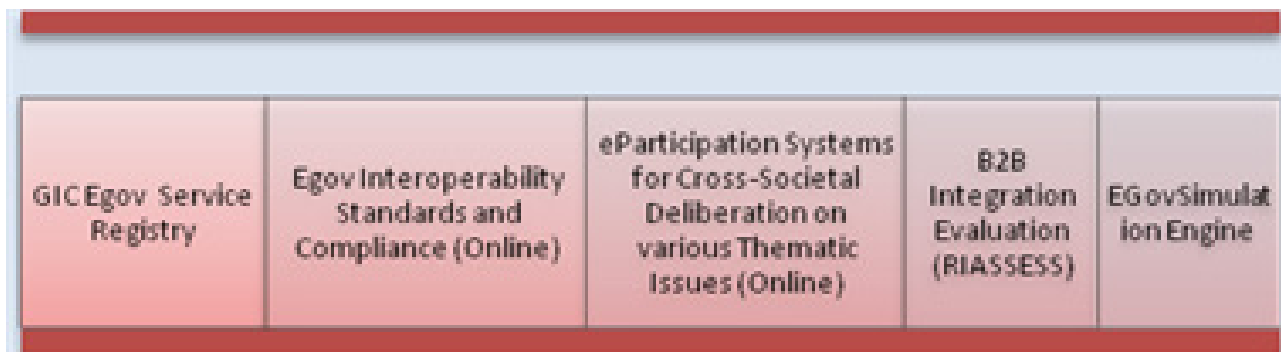 GIC Egov Service
Registry
Egov Interoperability
Standards and
Compliance (Online)
eParticipation Systems
for Cross-Societal
Deliberation on
various Thematic
Issues (Online)
B2B
Integration
Evaluation
(RIASSESS)
EGovSimulat
ion Engine